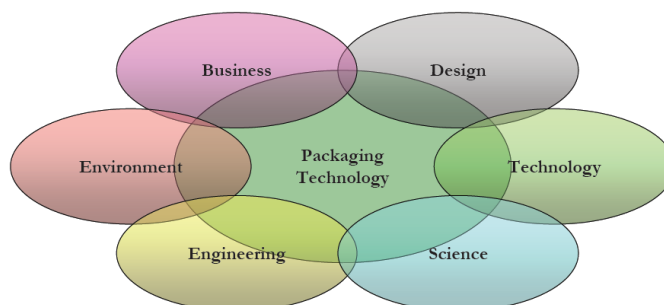 Business
Design
Environment
Packaging
Technology
Technology
Engineering
Science